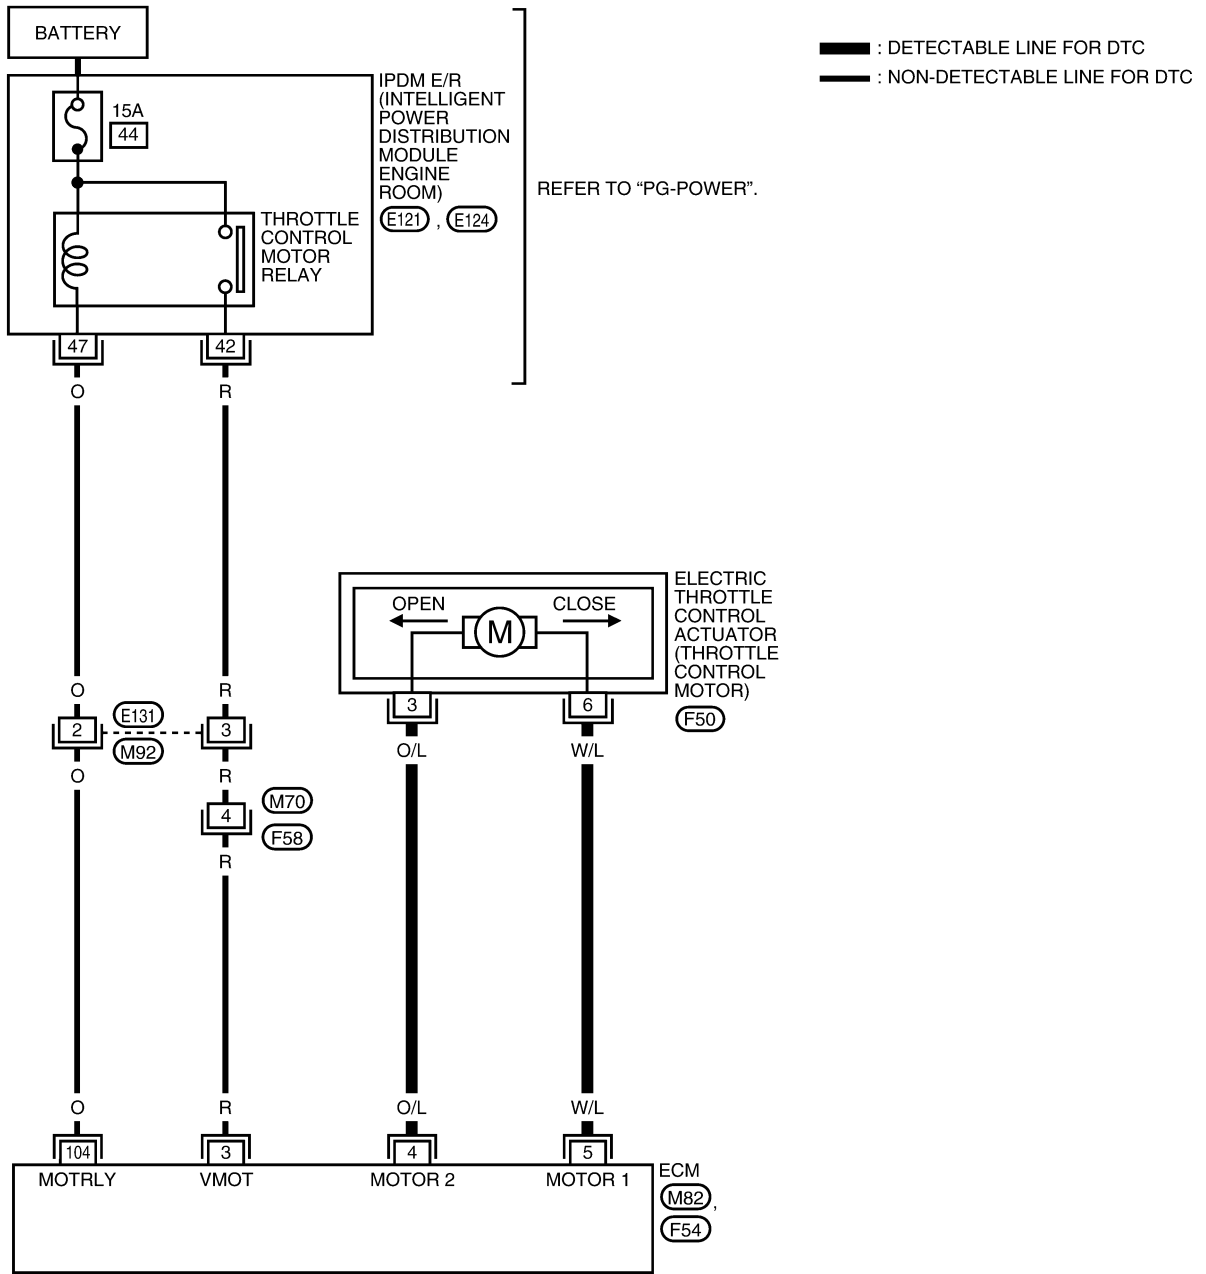 BATTERY
: DETECTABLE LINE FOR DTC
: NON-DETECTABLE LINE FOR DTC
15A
44
IPDM E/R
(INTELLIGENT
POWER
DISTRIBUTION
MODULE
ENGINE
ROOM)
E121 , E124
REFER TO “PG-POWER”.
THROTTLE
CONTROL
MOTOR
RELAY
47 42
O R
OPEN CLOSE
M
ELECTRIC
THROTTLE
CONTROL
ACTUATOR
(THROTTLE
CONTROL
MOTOR)
F50
3 6
O/L W/L
O R
2 E131 3
M92
O R
4 M70
F58
R
O R O/L W/L
104 3 4 5
MOTRLY VMOT MOTOR 2 MOTOR 1
ECM
M82 ,
F54